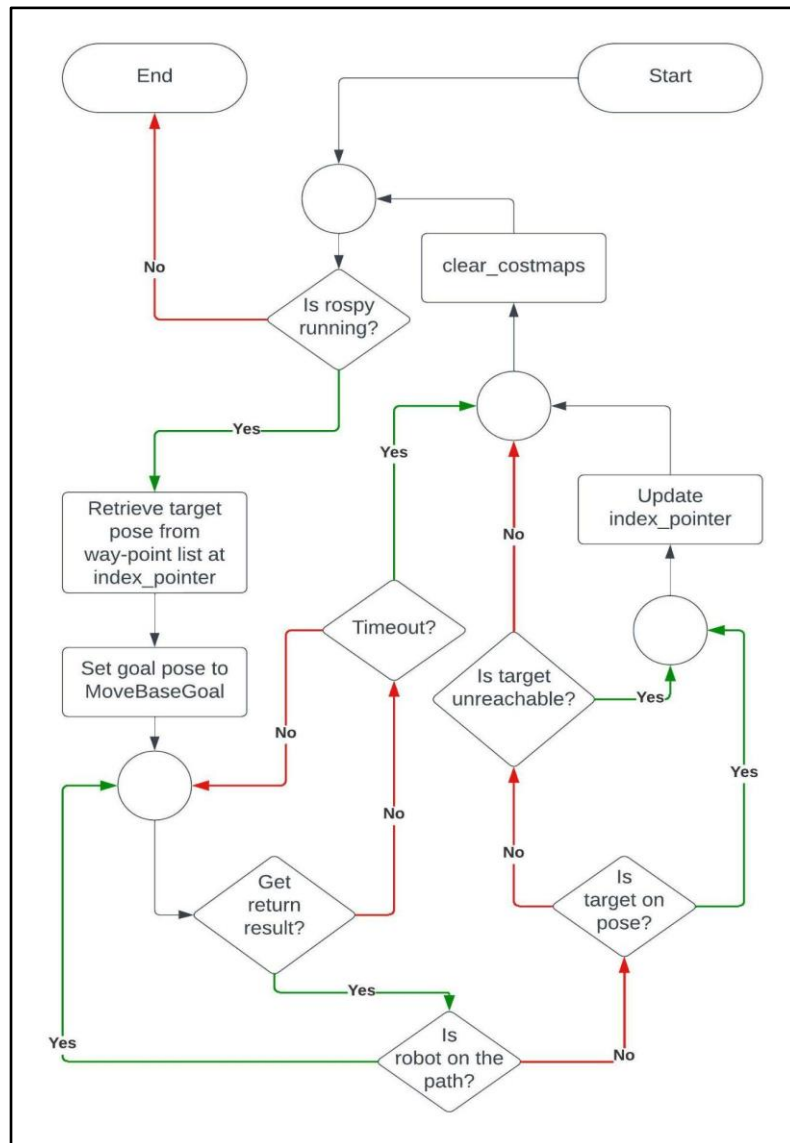 End
Start
clear_costmaps
No
Is rospy
running?
Yes
Yes
Retrieve target
pose from
way-point list at
index_pointer
Update
index_pointer
No
Timeout?
Set goal pose to
MoveBaseGoal
Is target
unreachable?
Yes
No
Yes
No
No
Get
return
result?
Is
target on
pose?
Yes
Yes
Is
robot on the
path?
No